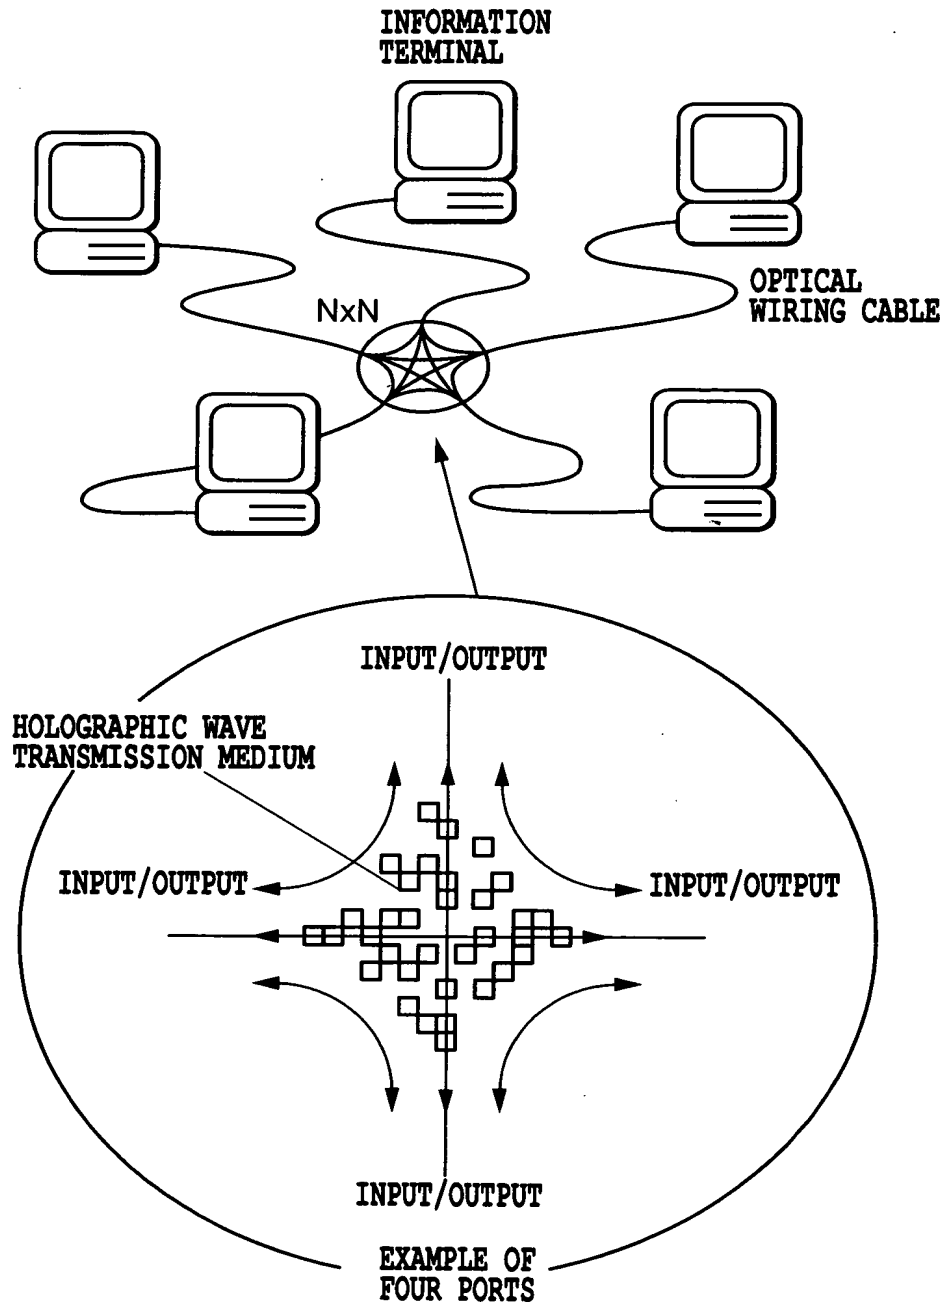 INFORMATION
TERMINAL
OPTICAL
WIRING CABLE
NxN
INPUT/OUTPUT
HOLOGRAPHIC WAVE
TRANSMISSION MEDIUM
INPUT/OUTPUT
INPUT/OUTPUT
INPUT/OUTPUT
EXAMPLE OF
FOUR PORTS